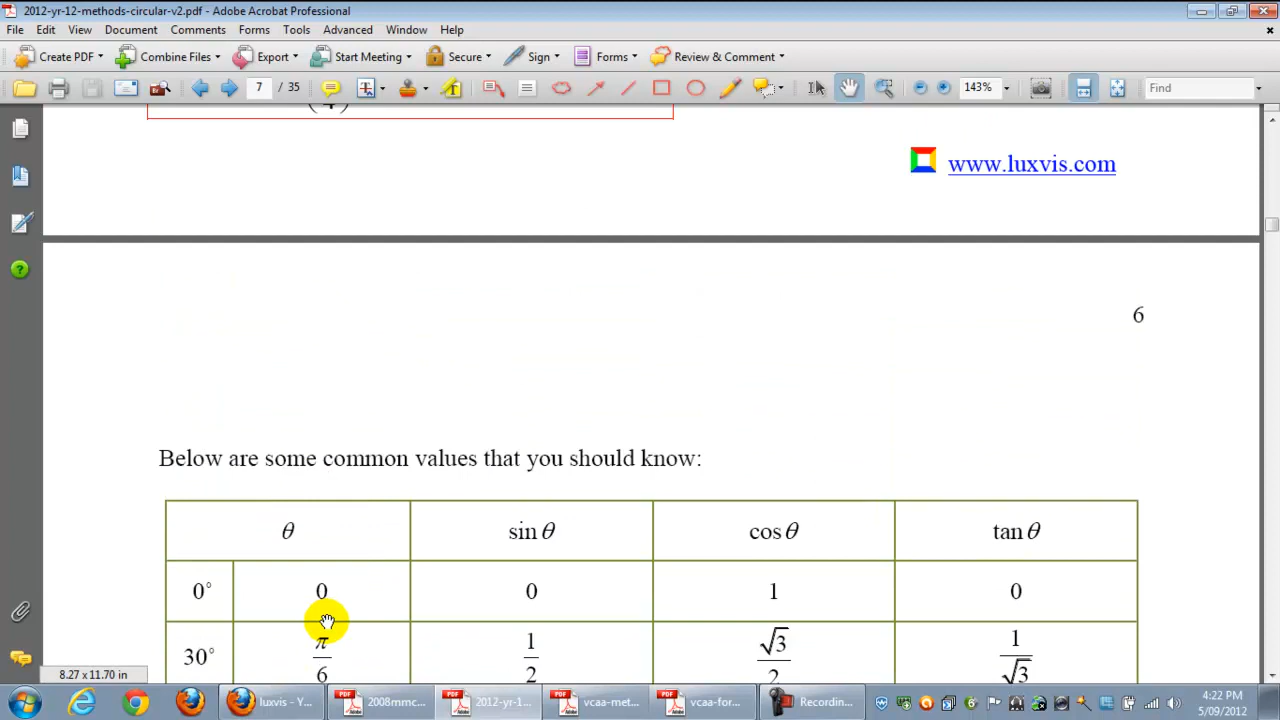 2012-yr-12-methods-circular-v2.pdf - Adobe Acrobat Professional
File Edit View Document Comments Forms Tools Advanced Window Help
Create PDF Combine Files Export Start Meeting Secure Sign Forms Review & Comment
7 / 35 143% Find
(4)
www.luxvis.com
6
Below are some common values that you should know:
θ sin θ cos θ tan θ
0° 0 0 1 0
30° π/6 1/2 √3/2 1/√3
8.27 x 11.70 in
luxvis - Y... 2008mmc... 2012-yr-1... vcaa-met... vcaa-for... Recordin...
4:22 PM
5/09/2012